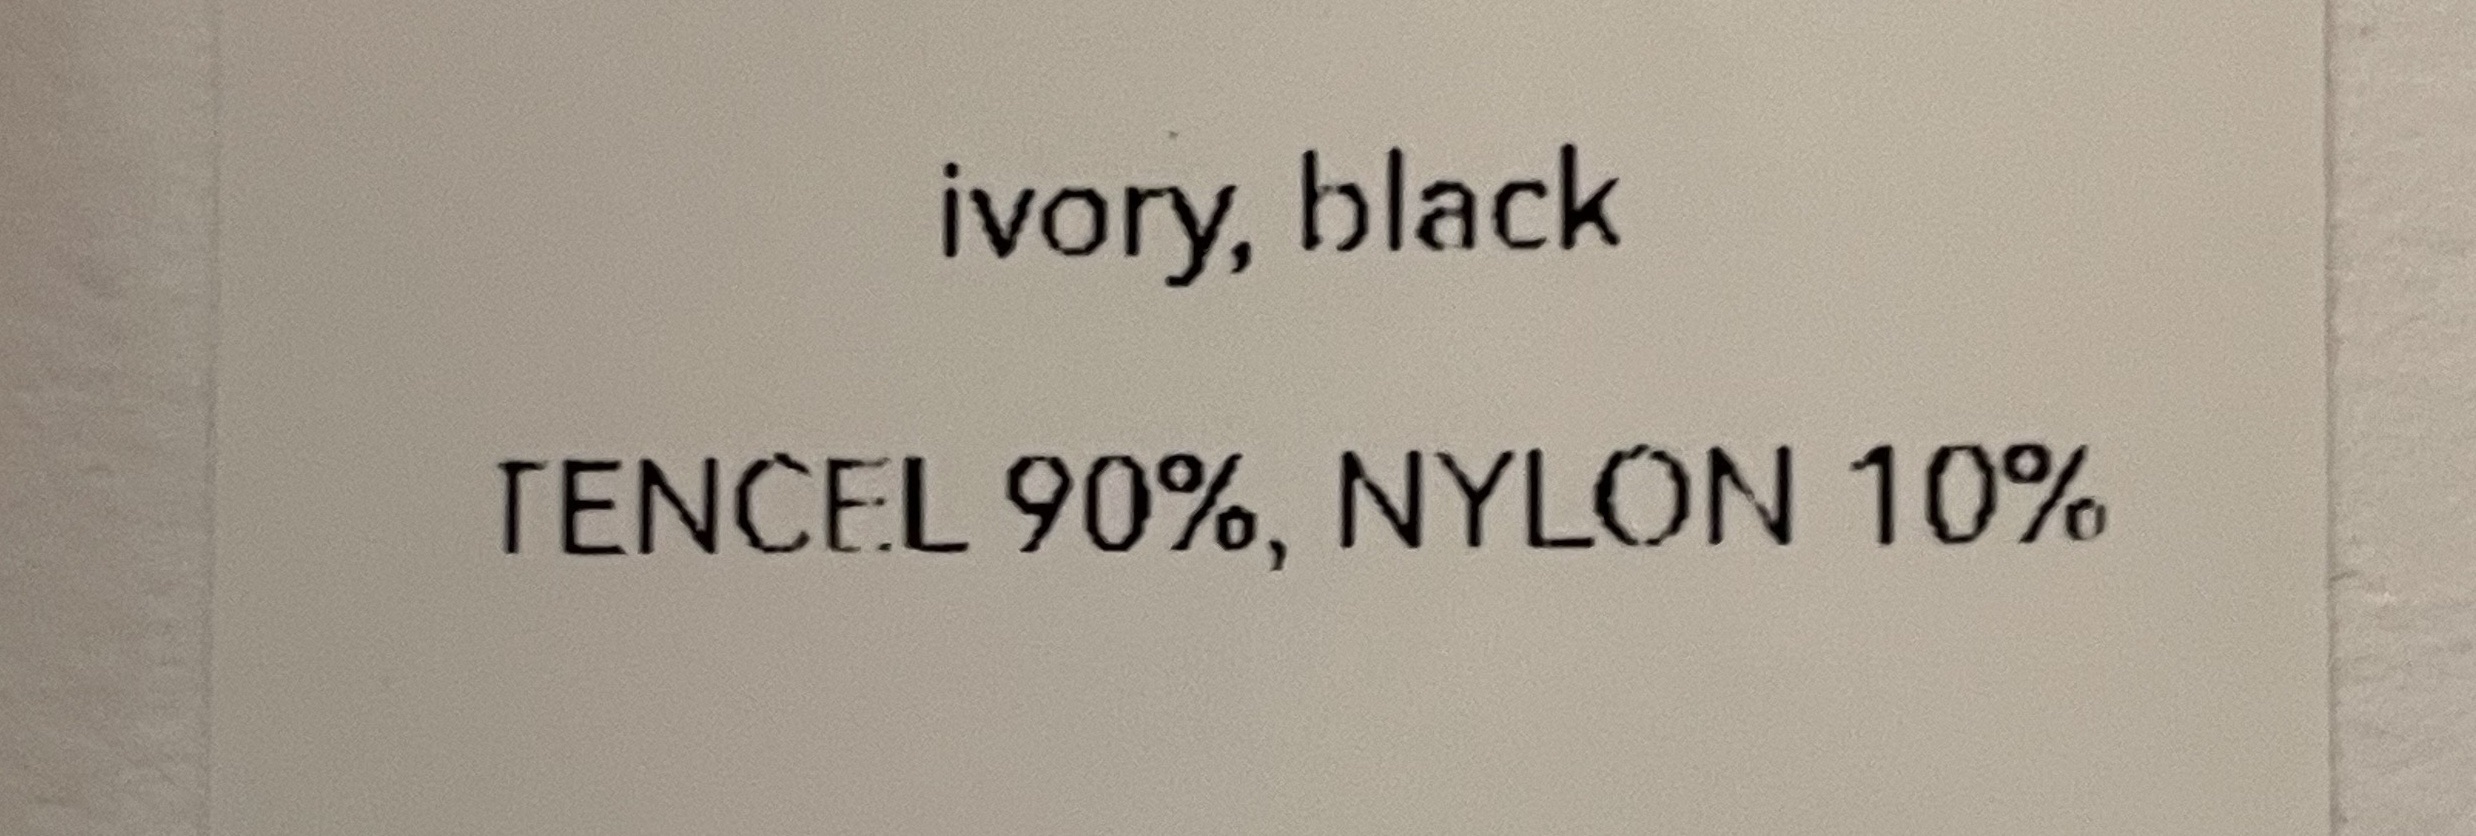 ivory, black
TENCEL 90%, NYLON 10%